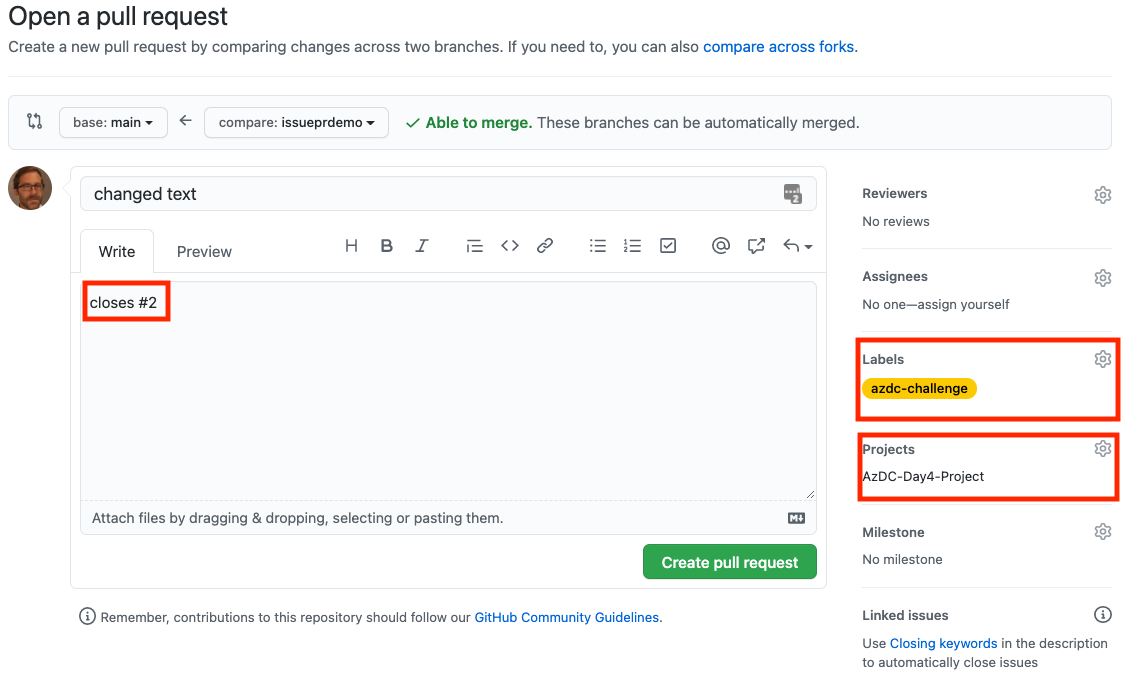 Open a pull request
Create a new pull request by comparing changes across two branches. If you need to, you can also compare across forks.
base: main
compare: issueprdemo
Able to merge. These branches can be automatically merged.
changed text
2
Write
Preview
H B I
closes #2
Attach files by dragging & dropping, selecting or pasting them.
Create pull request
Remember, contributions to this repository should follow our GitHub Community Guidelines.
Reviewers
No reviews
Assignees
No one—assign yourself
Labels
azdc-challenge
Projects
AzDC-Day4-Project
Milestone
No milestone
Linked issues
Use Closing keywords in the description
to automatically close issues